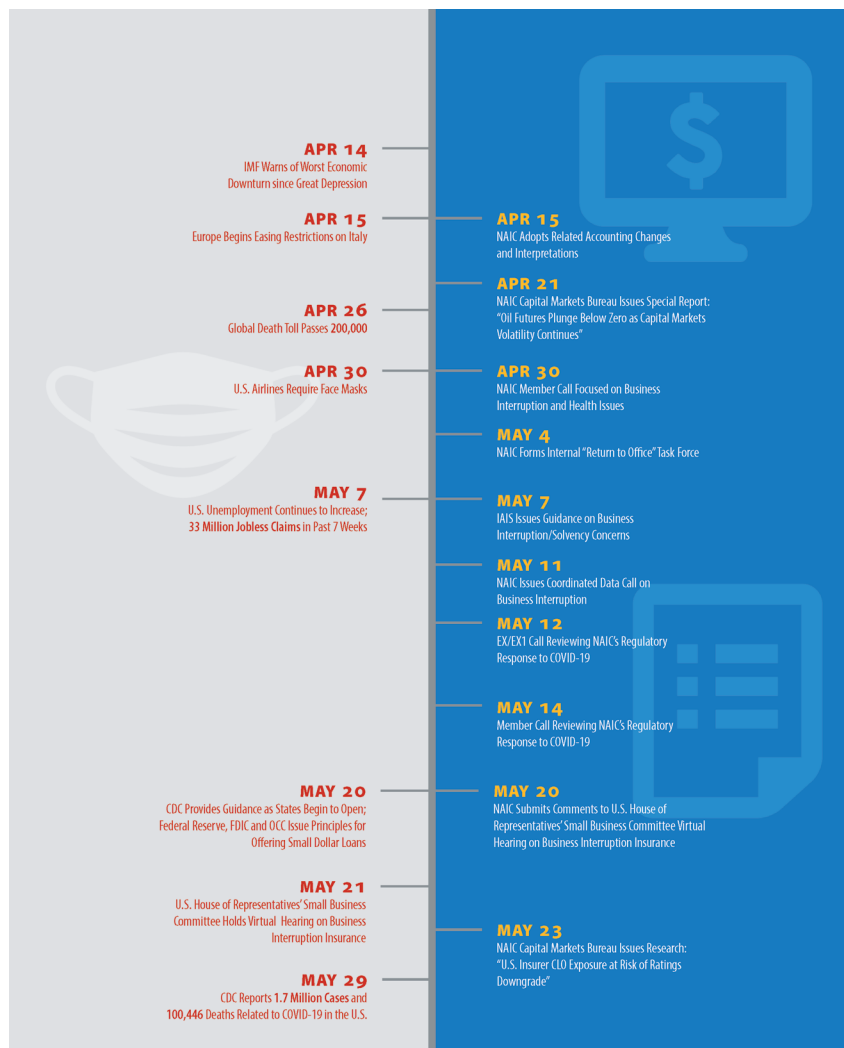 APR 14
IMF Warns of Worst Economic
Downturn since Great Depression
APR 15
Europe Begins Easing Restrictions on Italy
APR 26
Global Death Toll Passes 200,000
APR 30
U.S. Airlines Require Face Masks
MAY 7
U.S. Unemployment Continues to Increase;
33 Million Jobless Claims in Past 7 Weeks
MAY 20
CDC Provides Guidance as States Begin to Open;
Federal Reserve, FDIC and OCC Issue Principles for
Offering Small Dollar Loans
MAY 21
U.S. House of Representatives’ Small Business
Committee Holds Virtual Hearing on Business
Interruption Insurance
MAY 29
CDC Reports 1.7 Million Cases and
100,446 Deaths Related to COVID-19 in the U.S.
$
APR 15
NAIC Adopts Related Accounting Changes
and Interpretations
APR 21
NAIC Capital Markets Bureau Issues Special Report:
“Oil Futures Plunge Below Zero as Capital Markets
Volatility Continues”
APR 30
NAIC Member Call Focused on Business
Interruption and Health Issues
MAY 4
NAIC Forms Internal “Return to Office” Task Force
MAY 7
IAIS Issues Guidance on Business
Interruption/Solvency Concerns
MAY 11
NAIC Issues Coordinated Data Call on
Business Interruption
MAY 12
EX/EX1 Call Reviewing NAIC’s Regulatory
Response to COVID-19
MAY 14
Member Call Reviewing NAIC’s Regulatory
Response to COVID-19
MAY 20
NAIC Submits Comments to U.S. House of
Representatives’ Small Business Committee Virtual
Hearing on Business Interruption Insurance
MAY 23
NAIC Capital Markets Bureau Issues Research:
“U.S. Insurer CLO Exposure at Risk of Ratings
Downgrade”